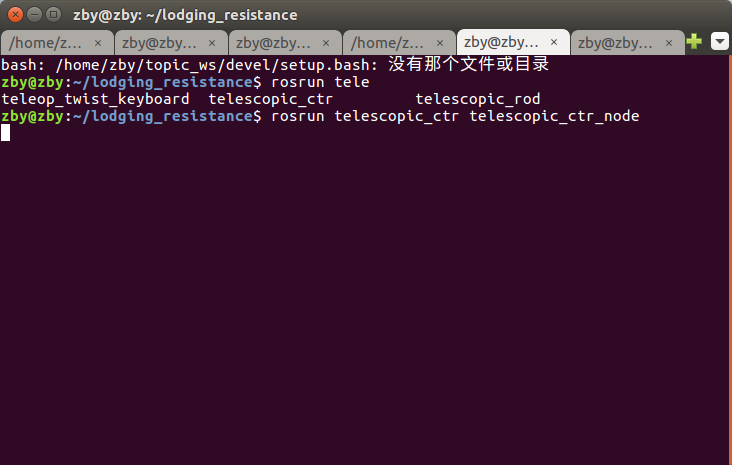 zby@zby: ~/lodging_resistance
/home/z... × zby@zby... × zby@zby... × /home/z... × zby@zby... × zby@zby... ×
bash: /home/zby/topic_ws/devel/setup.bash: 没有那个文件或目录
zby@zby:~/lodging_resistance$ rosrun tele
teleop_twist_keyboard  telescopic_ctr         telescopic_rod
zby@zby:~/lodging_resistance$ rosrun telescopic_ctr telescopic_ctr_node